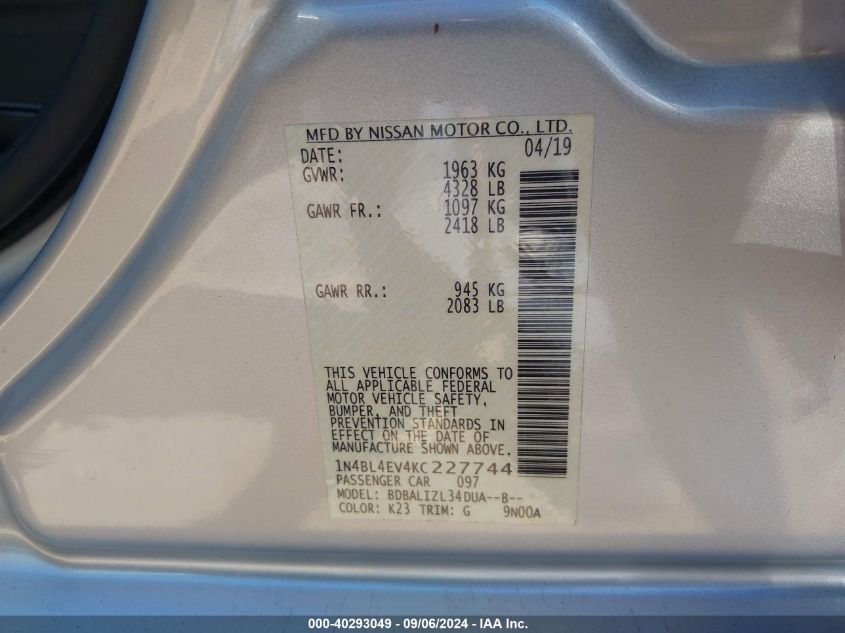 MFD BY NISSAN MOTOR CO., LTD.
DATE: 04/19
GVWR: 1963 KG
4328 LB
GAWR FR.: 1097 KG
2418 LB
GAWR RR.: 945 KG
2083 LB
THIS VEHICLE CONFORMS TO
ALL APPLICABLE FEDERAL
MOTOR VEHICLE SAFETY,
BUMPER, AND THEFT
PREVENTION STANDARDS IN
EFFECT ON THE DATE OF
MANUFACTURE SHOWN ABOVE.
1N4BL4EV4KC227744
PASSENGER CAR 097
MODEL: BDBALIZL34DUA--B--
COLOR: K23 TRIM: G 9N00A
000-40293049 - 09/06/2024 - IAA Inc.